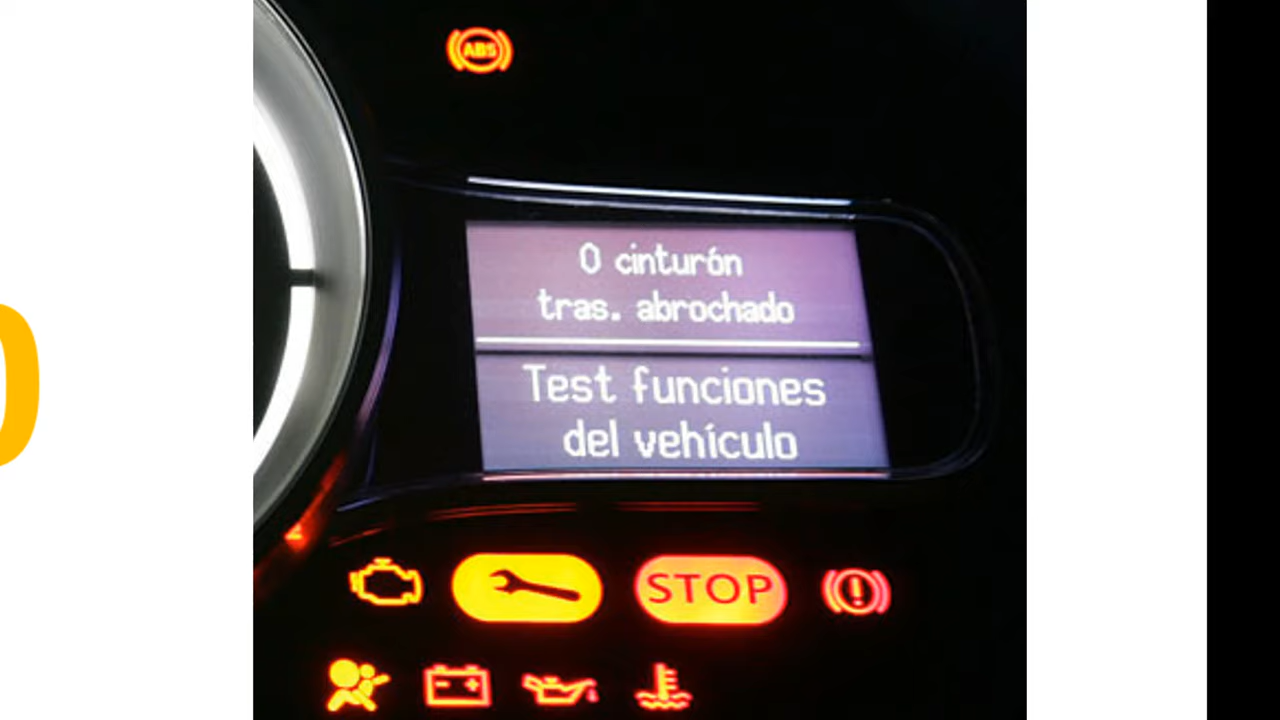 ABS
0 cinturón
tras. abrochado
Test funciones
del vehículo
STOP